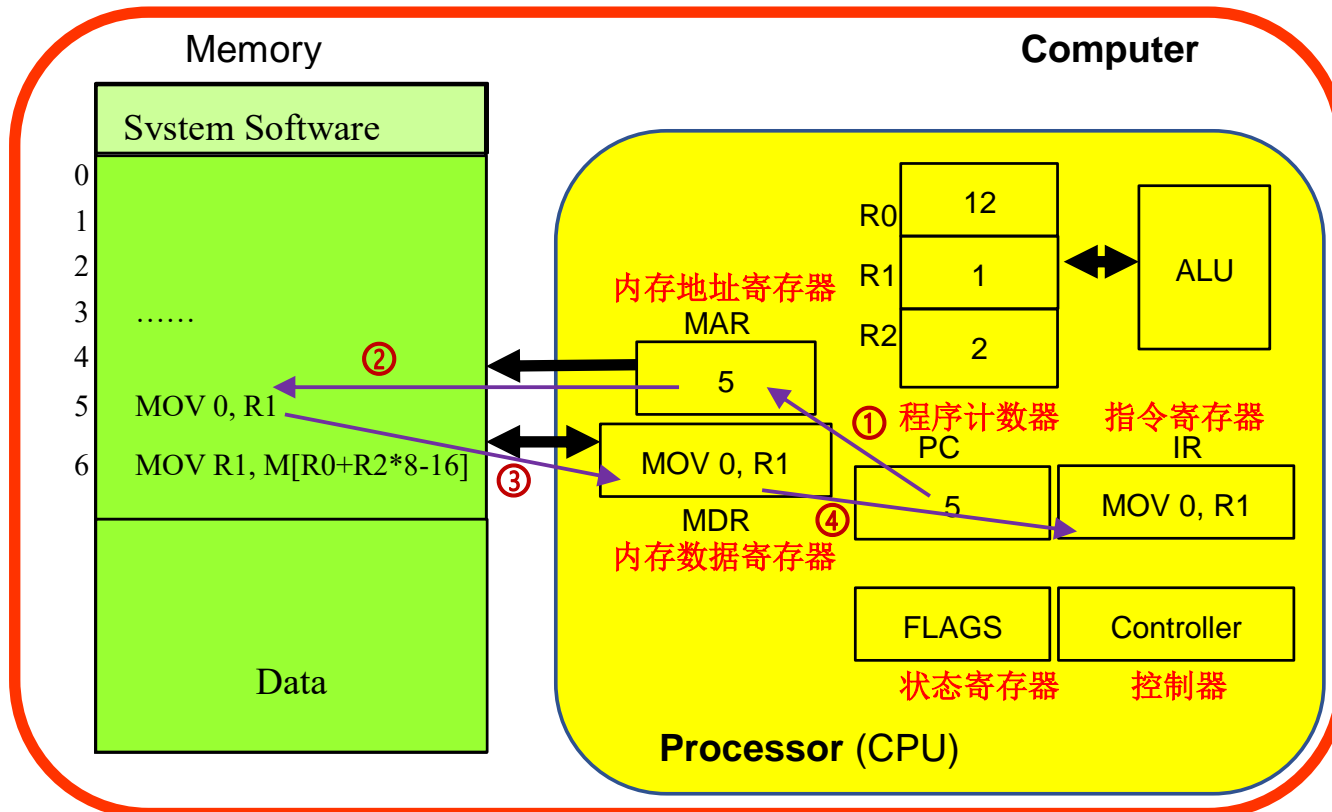 Memory
Computer
Svstem Software
0
1
2
3
……
4
5
MOV 0, R1
6
MOV R1, M[R0+R2*8-16]
Data
②
③
内存地址寄存器
MAR
5
MOV 0, R1
MDR
内存数据寄存器
①
④
R0
12
R1
1
R2
2
ALU
程序计数器
PC
5
指令寄存器
IR
MOV 0, R1
FLAGS
状态寄存器
Controller
控制器
Processor (CPU)